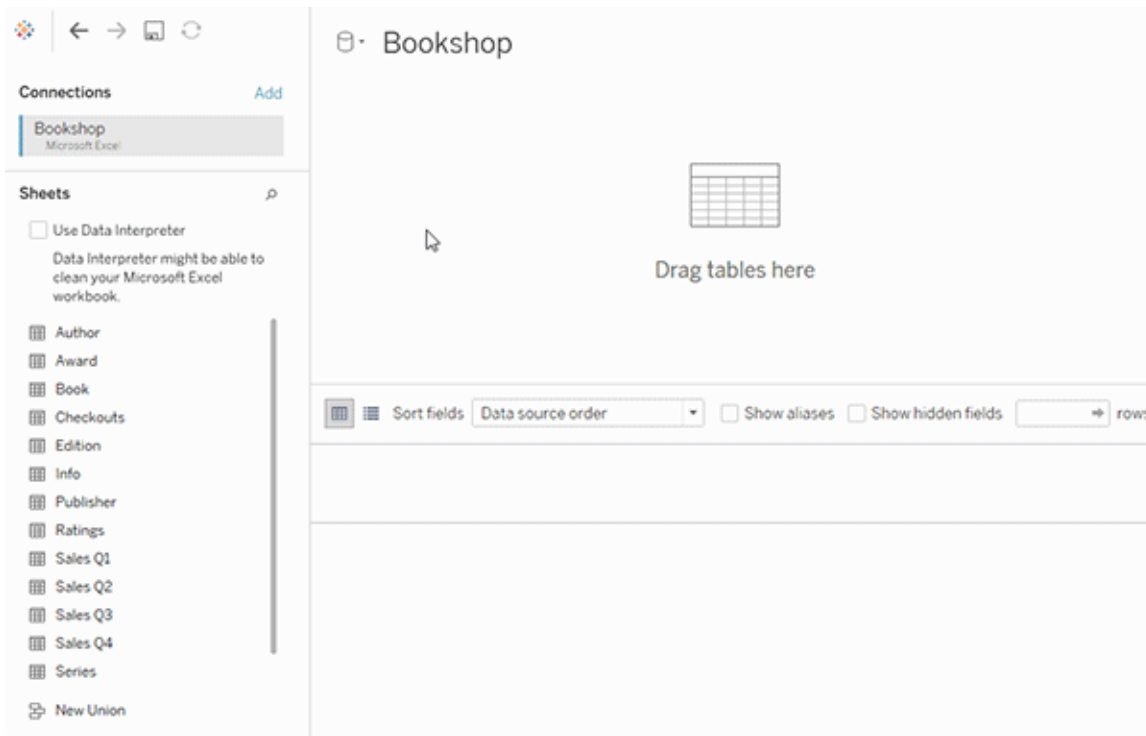 Bookshop
Connections Add
Bookshop
Microsoft Excel
Sheets
Use Data Interpreter
Data Interpreter might be able to
clean your Microsoft Excel
workbook.
Author
Award
Book
Checkouts
Edition
Info
Publisher
Ratings
Sales Q1
Sales Q2
Sales Q3
Sales Q4
Series
New Union
Drag tables here
Sort fields Data source order Show aliases Show hidden fields rows